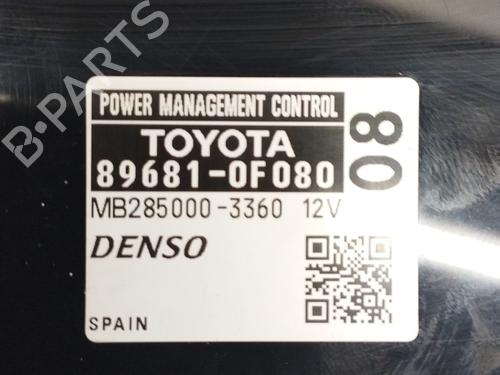 POWER MANAGEMENT CONTROL
TOYOTA
89681-0F080
08
MB285000-3360 12V
DENSO
SPAIN
B-PARTS